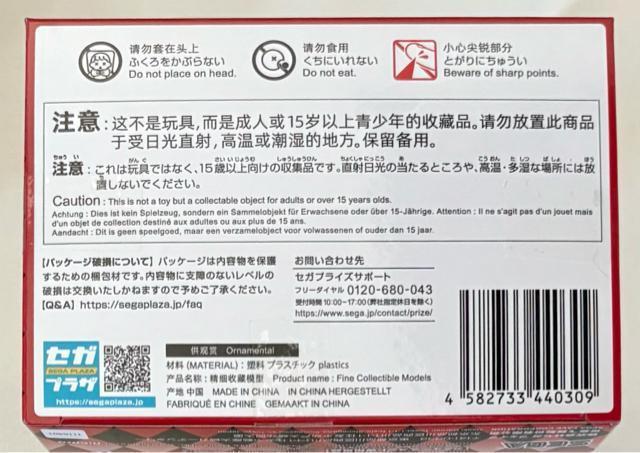 请勿套在头上
ふくろをかぶらない
Do not place on head.
请勿食用
くちにいれない
Do not eat.
小心尖锐部分
とがりにちゅうい
Beware of sharp points.
注意:这不是玩具,而是成人或15岁以上青少年的收藏品。请勿放置此商品
于受日光直射,高温或潮湿的地方。保留备用。
注意:これは玩具ではなく、15歳以上向けの収集品です。直射日光の当たるところや、高温・多湿な場所には放
置しないでください。
Caution : This is not a toy but a collectable object for adults or over 15 years olds.
Achtung : Dies ist kein Spielzeug, sondern ein Sammelobjekt für Erwachsene oder über 15-Jährige. Attention : Il ne s'agit pas d'un jouet mais
d'un objet de collection destiné aux adultes ou aux plus de 15 ans.
Aandacht : Dit is geen speelgoed, maar een verzamelobject voor volwassenen of ouder dan 15 jaar.
【パッケージ破損について】パッケージは内容物を保護
するための梱包材です。内容物に支障のないレベルの
破損は交換いたしかねますので予めご了承ください。
【Q&A】https://segaplaza.jp/faq
お問い合わせ先
セガプライズサポート
フリーダイヤル 0120-680-043
受付時間 10:00~17:00(弊社指定休日を除く)
https://www.sega.jp/contact/prize/
セガ
SEGA PLAZA
プラザ
https://segaplaza.jp
供观赏 Ornamental
材料 (MATERIAL) : 塑料 プラスチック plastics
产品名称 : 精细收藏模型 Product name : Fine Collectible Models
产地 中国 MADE IN CHINA IN CHINA HERGESTELLT
FABRIQUÉ EN CHINE GEMAAKT IN CHINA
4 582733 440309